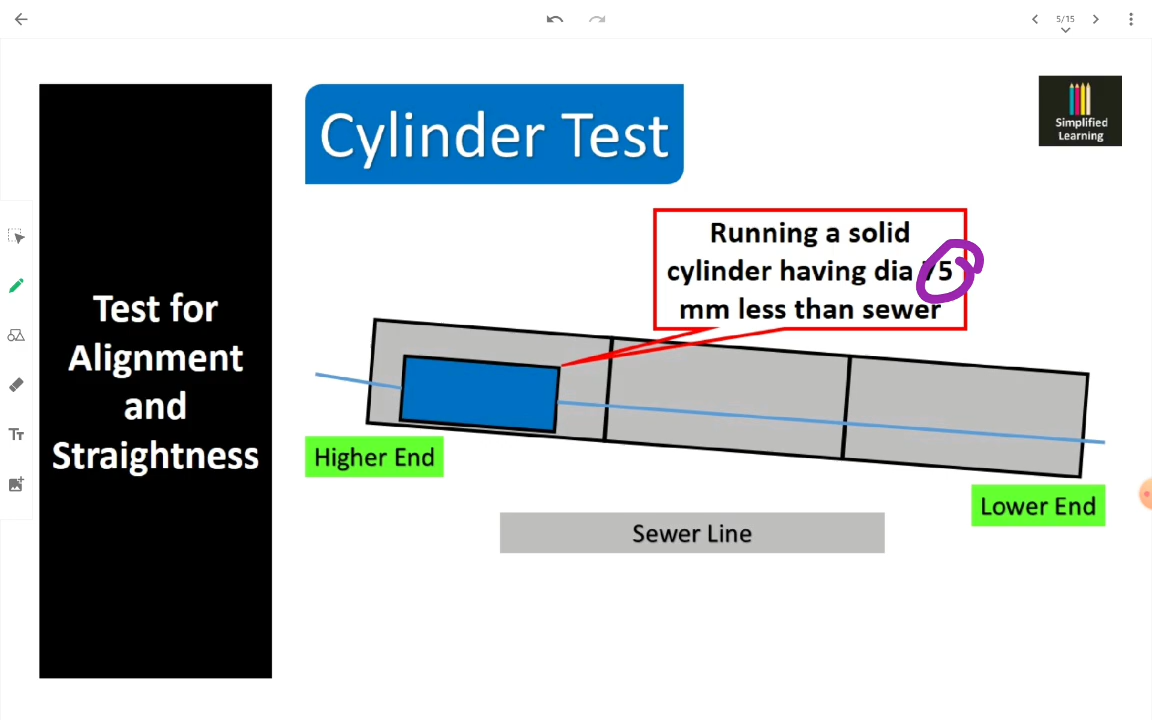 5/15
Cylinder Test
Simplified
Learning
Running a solid
cylinder having dia 75
mm less than sewer
Test for
Alignment
and
Straightness
Higher End
Lower End
Sewer Line
Tт